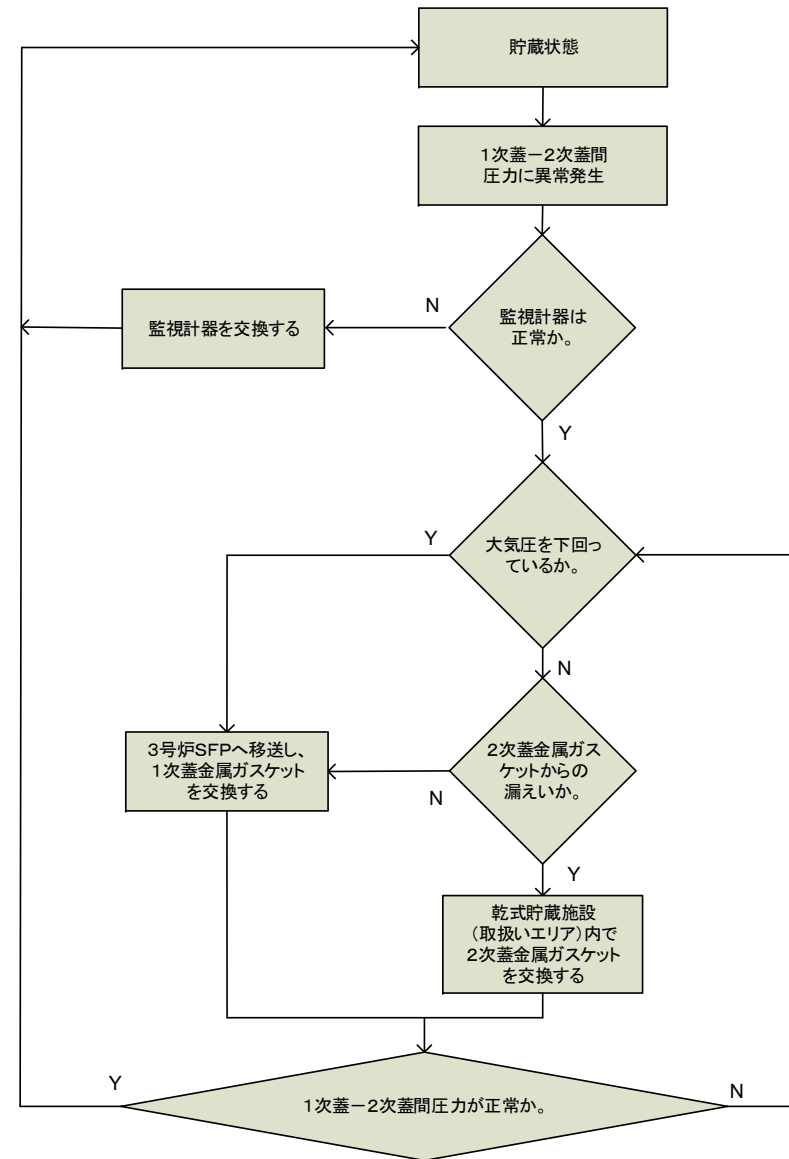 貯蔵状態
１次蓋－２次蓋間
圧力に異常発生
監視計器は
正常か。
N
監視計器を交換する
Y
大気圧を下回っ
ているか。
Y
N
３号炉SFPへ移送し、
１次蓋金属ガスケット
を交換する
２次蓋金属ガス
ケットからの
漏えいか。
N
Y
乾式貯蔵施設
（取扱いエリア）内で
２次蓋金属ガスケット
を交換する
Y
１次蓋－２次蓋間圧力が正常か。
N